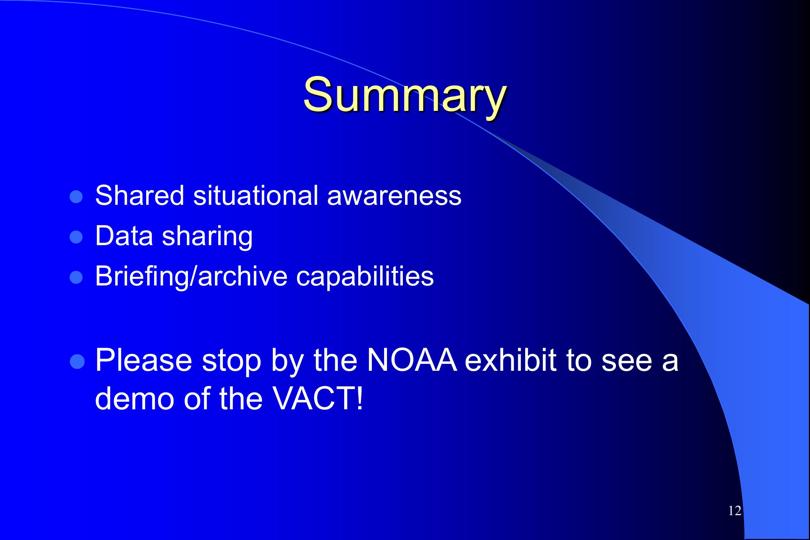 Summary
Shared situational awareness
Data sharing
Briefing/archive capabilities
Please stop by the NOAA exhibit to see a
demo of the VACT!
12